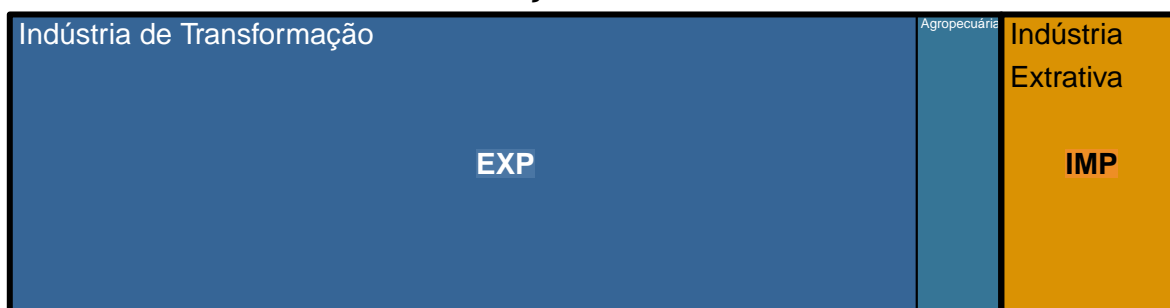 Indústria de Transformação
Agropecuária
Indústria
Extrativa
EXP
IMP